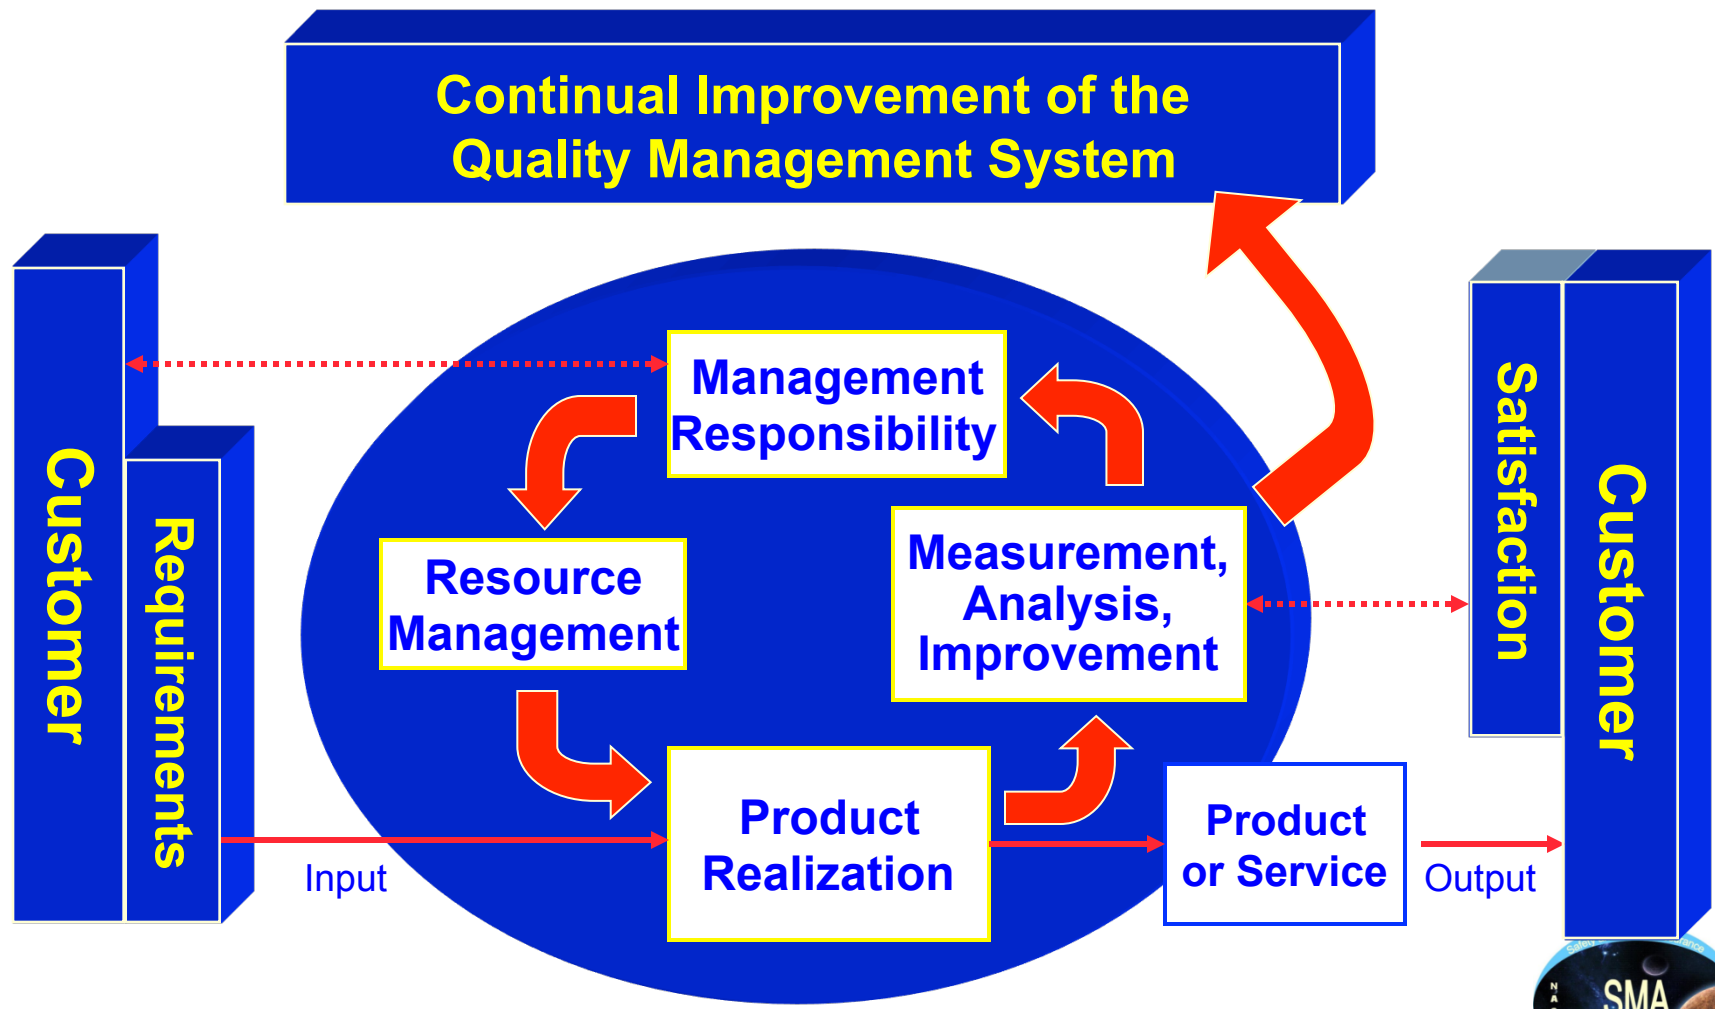 Continual Improvement of the
Quality Management System
Customer
Requirements
Management
Responsibility
Resource
Management
Measurement,
Analysis,
Improvement
Satisfaction
Customer
Product
Realization
Product
or Service
Input
Output
Safety
SMA